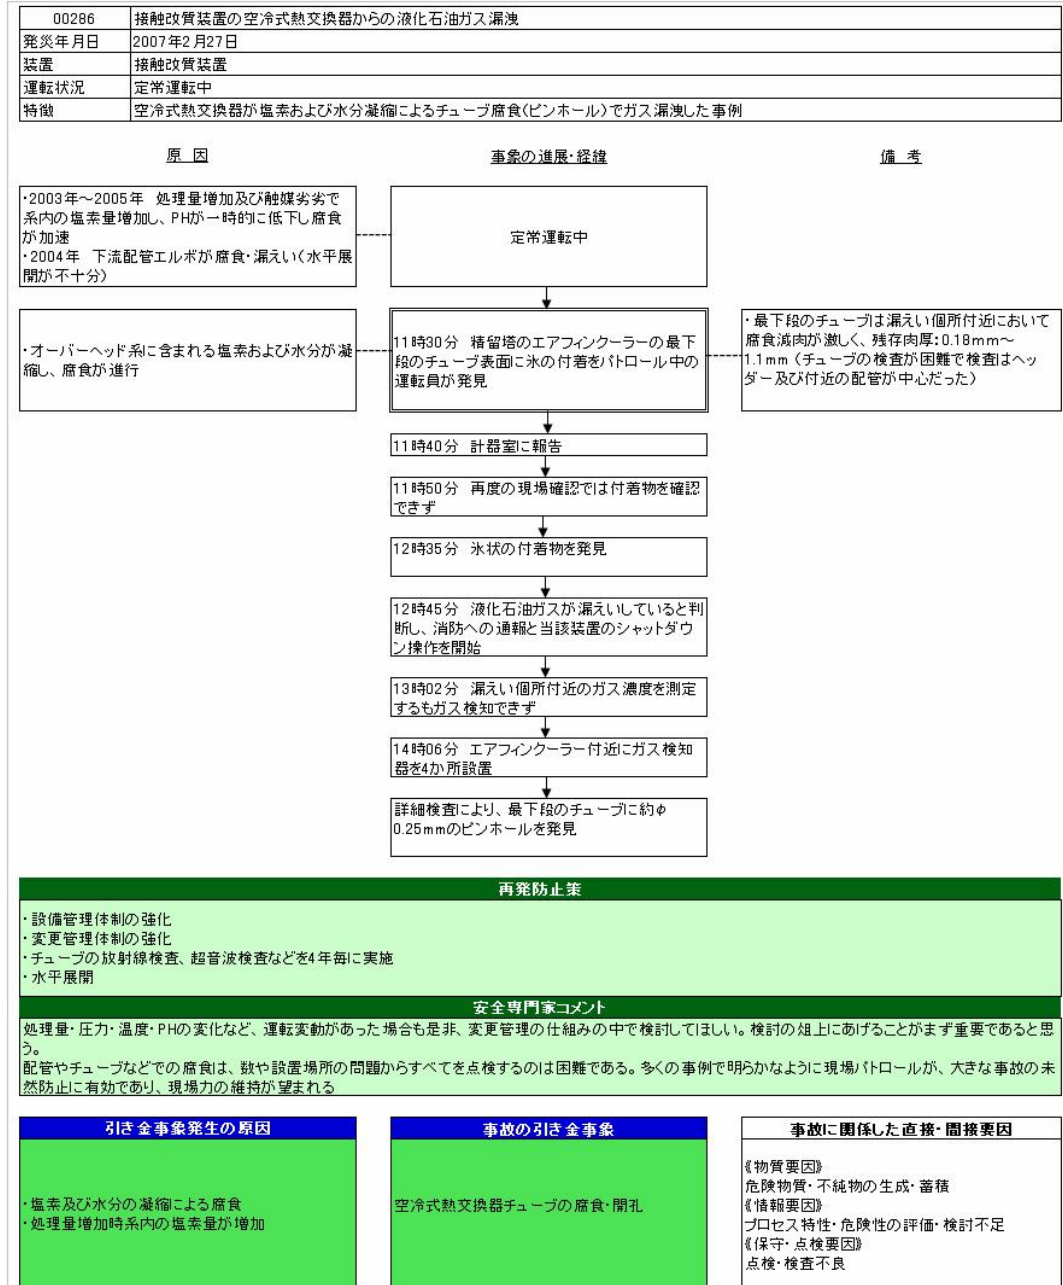 00286 接触改質装置の空冷式熱交換器からの液化石油ガス漏洩
発災年月日 2007年2月27日
装置 接触改質装置
運転状況 定常運転中
特徴 空冷式熱交換器が塩素および水分凝縮によるチューブ腐食(ピンホール)でガス漏洩した事例
原 因
事象の進展・経緯
備 考
・2003年～2005年 処理量増加及び触媒劣劣で
系内の塩素量増加し、PHが一時的に低下し腐食
が加速
・2004年 下流配管エルボが腐食・漏えい(水平展
開が不十分)
定常運転中
・オーバーヘッド系に含まれる塩素および水分が凝
縮し、腐食が進行
11時30分 精留塔のエアフィンクーラーの最下
段のチューブ表面に氷の付着をパトロール中の
運転員が発見
・最下段のチューブは漏えい個所付近において
腐食減肉が激しく、残存肉厚:0.18mm～
1.1mm (チューブの検査が困難で検査はヘッ
ダー及び付近の配管が中心だった)
11時40分 計器室に報告
11時50分 再度の現場確認では付着物を確認
できず
12時35分 氷状の付着物を発見
12時45分 液化石油ガスが漏えいしていると判
断し、消防への通報と当該装置のシャットダウ
ン操作を開始
13時02分 漏えい個所付近のガス濃度を測定
するもガス検知できず
14時06分 エアフィンクーラー付近にガス検知
器を4か所設置
詳細検査により、最下段のチューブに約φ
0.25mmのピンホールを発見
再発防止策
・設備管理体制の強化
・変更管理体制の強化
・チューブの放射線検査、超音波検査などを4年毎に実施
・水平展開
安全専門家コメント
処理量・圧力・温度・PHの変化など、運転変動があった場合も是非、変更管理の仕組みの中で検討してほしい。検討の俎上にあげることがまず重要であると思
う。
配管やチューブなどでの腐食は、数や設置場所の問題からすべてを点検するのは困難である。多くの事例で明らかなように現場パトロールが、大きな事故の未
然防止に有効であり、現場力の維持が望まれる
引き金事象発生の原因
・塩素及び水分の凝縮による腐食
・処理量増加時系内の塩素量が増加
事故の引き金事象
空冷式熱交換器チューブの腐食・開孔
事故に関係した直接・間接要因
《物質要因》
危険物質・不純物の生成・蓄積
《情報要因》
プロセス特性・危険性の評価・検討不足
《保守・点検要因》
点検・検査不良